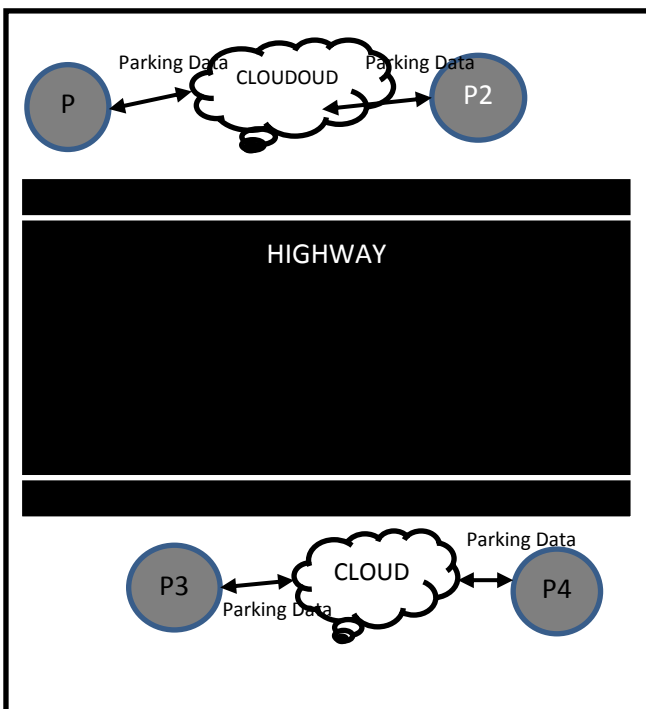 Parking Data
Parking Data
CLOUDOUD
P
P2
HIGHWAY
Parking Data
CLOUD
P3
P4
Parking Data